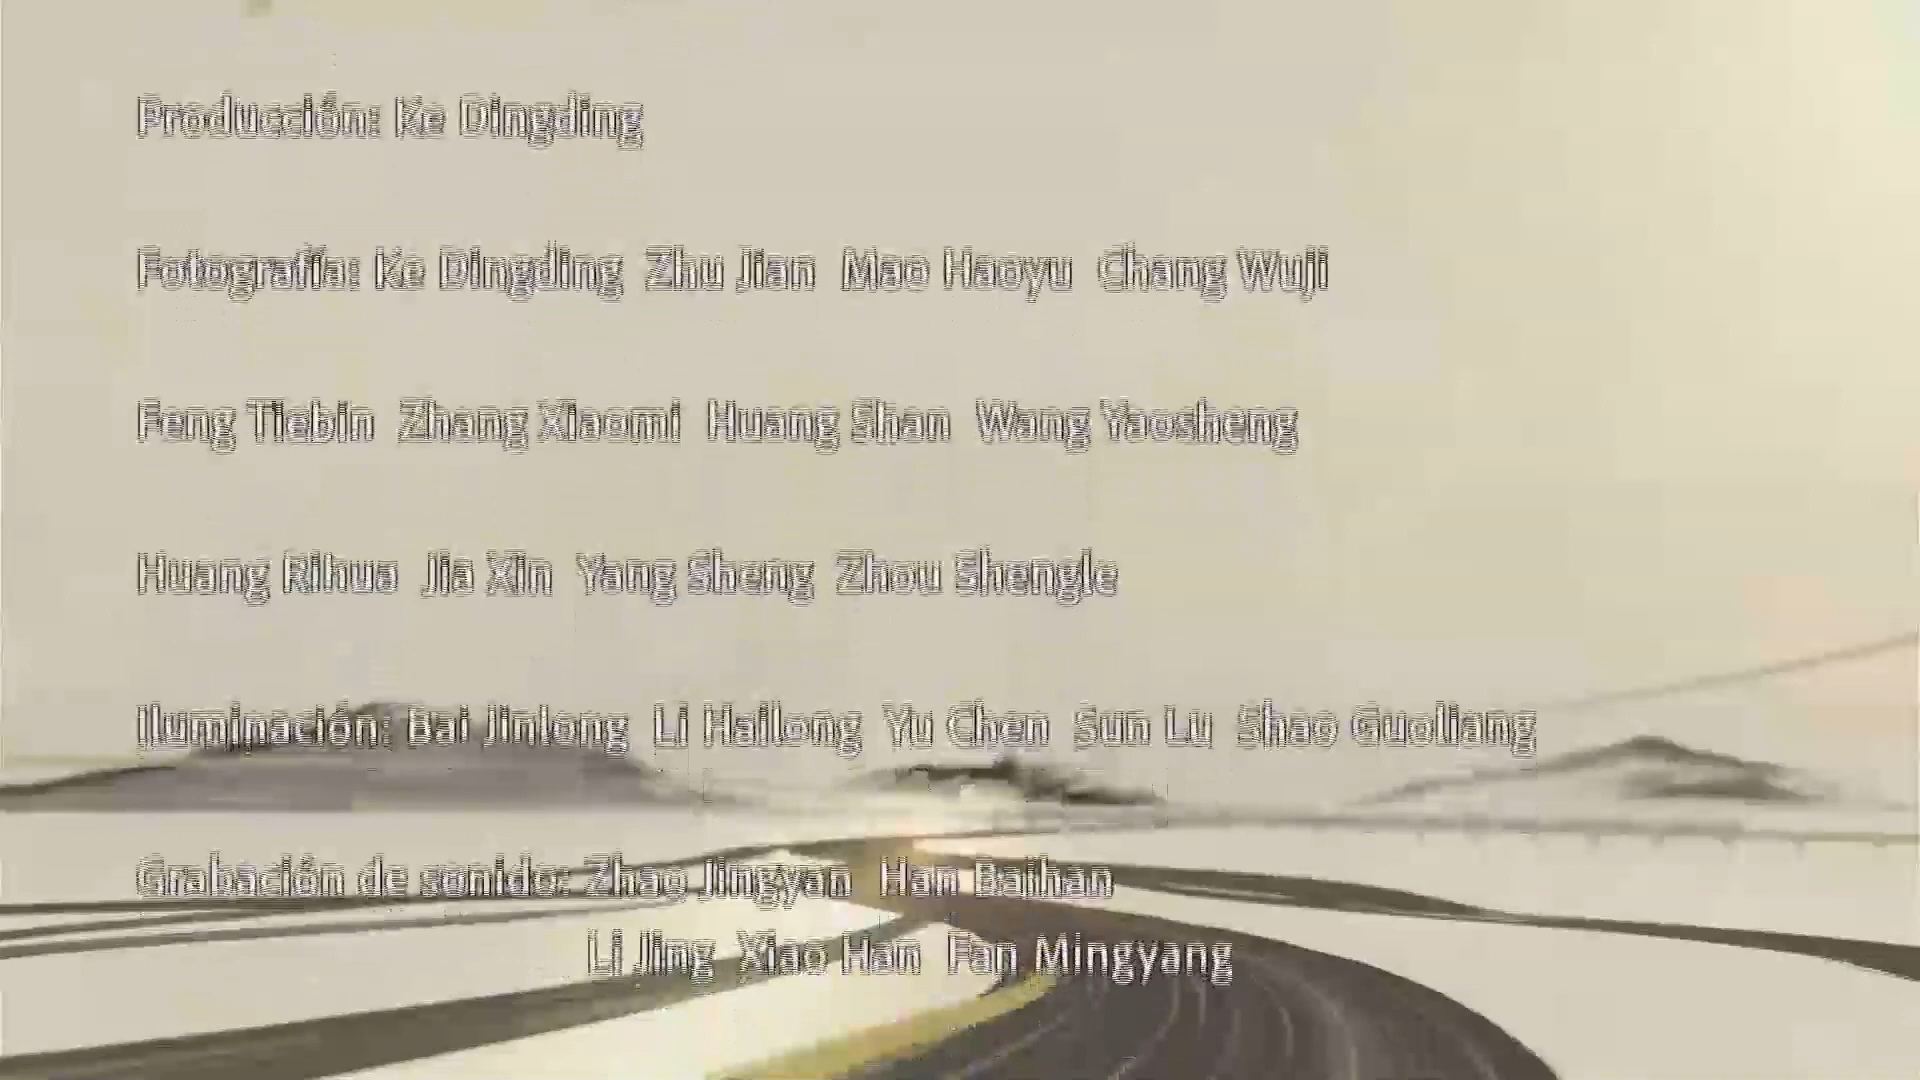 Producción: Ke Dingding
Fotografía: Ke Dingding Zhu Jian Mao Haoyu Chang Wuji
Feng Tiebin Zhang Xiaomi Huang Shan Wang Yaosheng
Huang Rihua Jia Xin Yang Sheng Zhou Shengle
Iluminación: Bai Jinlong Li Hailong Yu Chen Sun Lu Shao Guoliang
Grabación de sonido: Zhao Jingyan Han Baihan
Li Jing Xiao Han Fan Mingyang